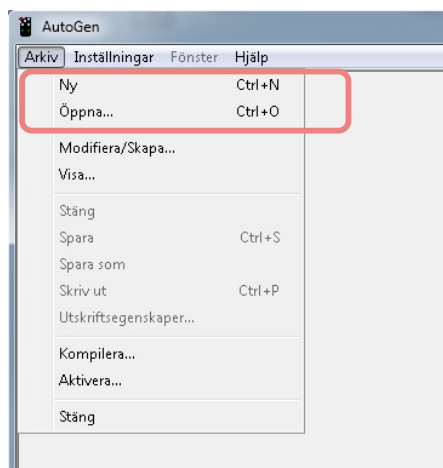 AutoGen
Arkiv Inställningar Fönster Hjälp
Ny Ctrl+N
Öppna... Ctrl+O
Modifiera/Skapa...
Visa...
Stäng
Spara Ctrl+S
Spara som
Skriv ut Ctrl+P
Utskriftsegenskaper...
Kompilera...
Aktivera...
Stäng